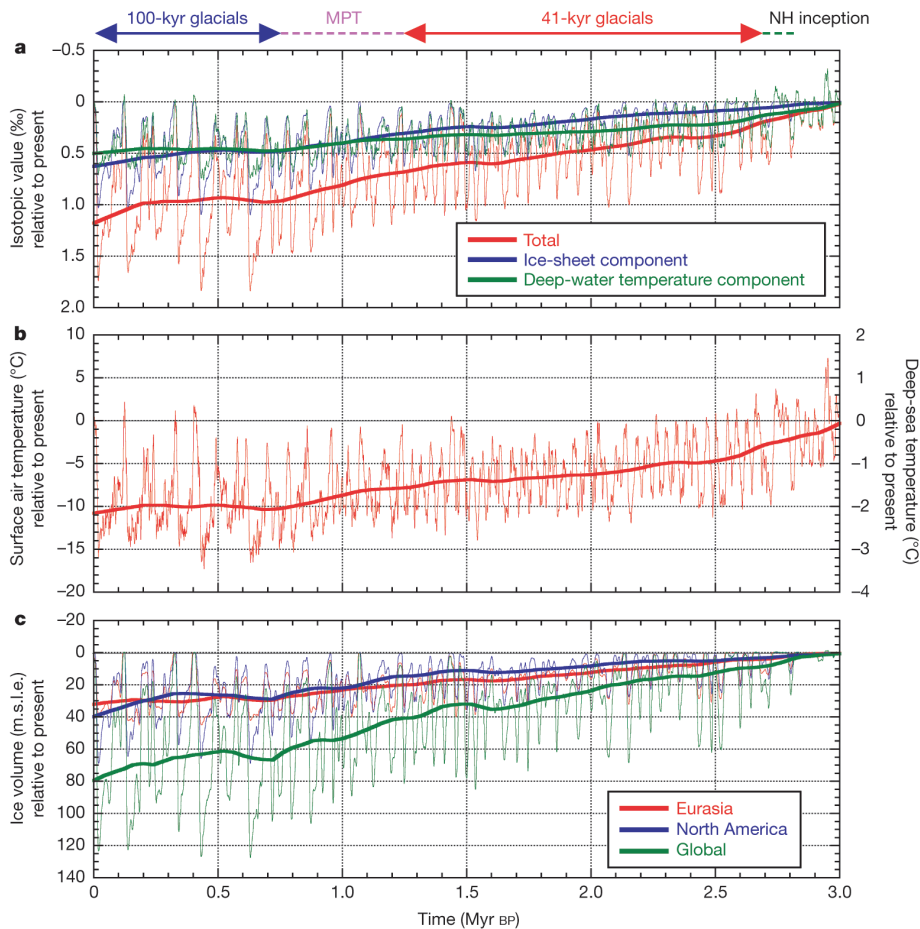 100-kyr glacials MPT 41-kyr glacials NH inception
a
–0.5
0
0.5
1.0
1.5
2.0
Isotopic value (‰)
relative to present
Total
Ice-sheet component
Deep-water temperature component
b
10
5
0
–5
–10
–15
–20
Surface air temperature (°C)
relative to present
2
1
0
–1
–2
–3
–4
Deep-sea temperature (°C)
relative to present
c
–20
0
20
40
60
80
100
120
140
Ice volume (m.s.l.e.)
relative to present
Eurasia
North America
Global
0 0.5 1.0 1.5 2.0 2.5 3.0
Time (Myr BP)